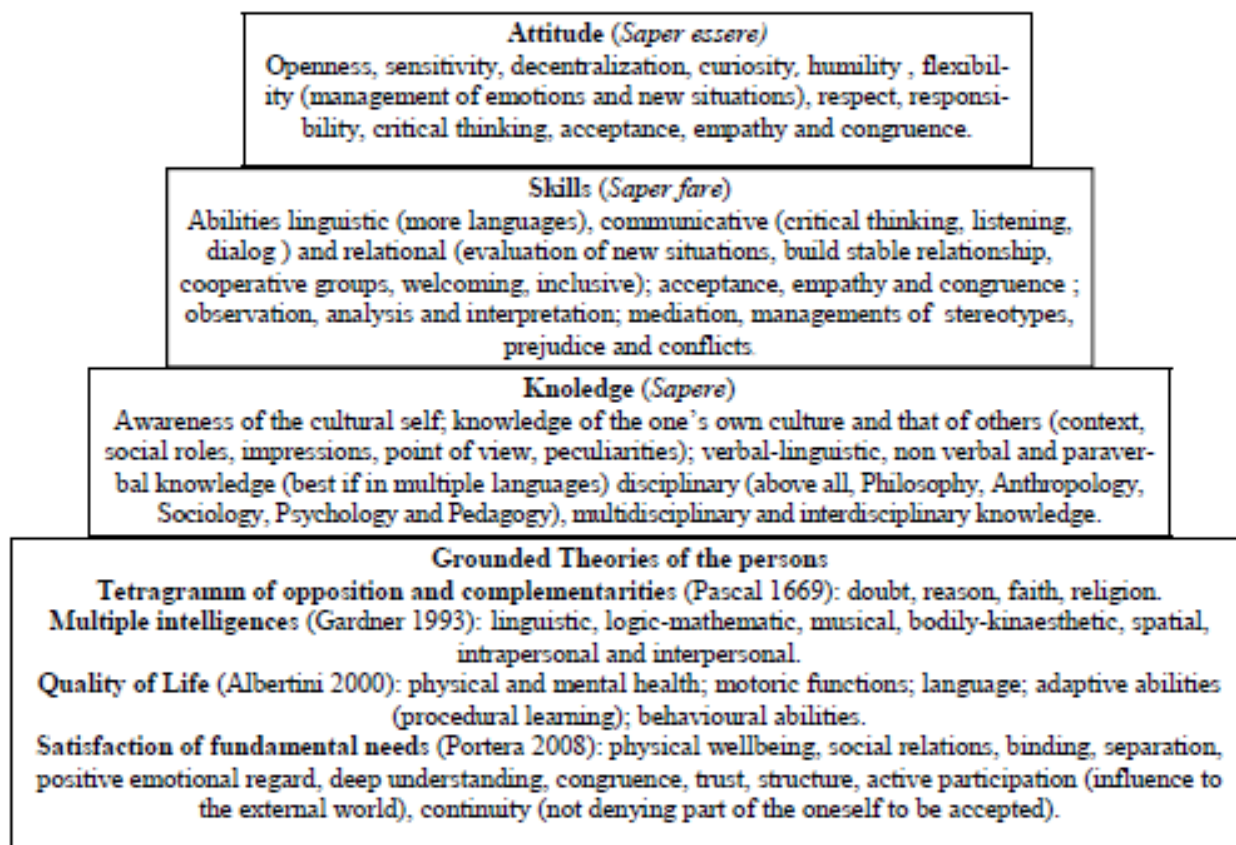 Attitude (Saper essere)
Openness, sensitivity, decentralization, curiosity, humility , flexibil-
ity (management of emotions and new situations), respect, responsi-
bility, critical thinking, acceptance, empathy and congruence.
Skills (Saper fare)
Abilities linguistic (more languages), communicative (critical thinking, listening,
dialog ) and relational (evaluation of new situations, build stable relationship,
cooperative groups, welcoming, inclusive); acceptance, empathy and congruence ;
observation, analysis and interpretation; mediation, managements of stereotypes,
prejudice and conflicts.
Knoledge (Sapere)
Awareness of the cultural self; knowledge of the one's own culture and that of others (context,
social roles, impressions, point of view, peculiarities); verbal-linguistic, non verbal and paraver-
bal knowledge (best if in multiple languages) disciplinary (above all, Philosophy, Anthropology,
Sociology, Psychology and Pedagogy), multidisciplinary and interdisciplinary knowledge.
Grounded Theories of the persons
Tetragramm of opposition and complementarities (Pascal 1669): doubt, reason, faith, religion.
Multiple intelligences (Gardner 1993): linguistic, logic-mathematic, musical, bodily-kinaesthetic, spatial,
intrapersonal and interpersonal.
Quality of Life (Albertini 2000): physical and mental health; motoric functions; language; adaptive abilities
(procedural learning); behavioural abilities.
Satisfaction of fundamental needs (Portera 2008): physical wellbeing, social relations, binding, separation,
positive emotional regard, deep understanding, congruence, trust, structure, active participation (influence to
the external world), continuity (not denying part of the oneself to be accepted).